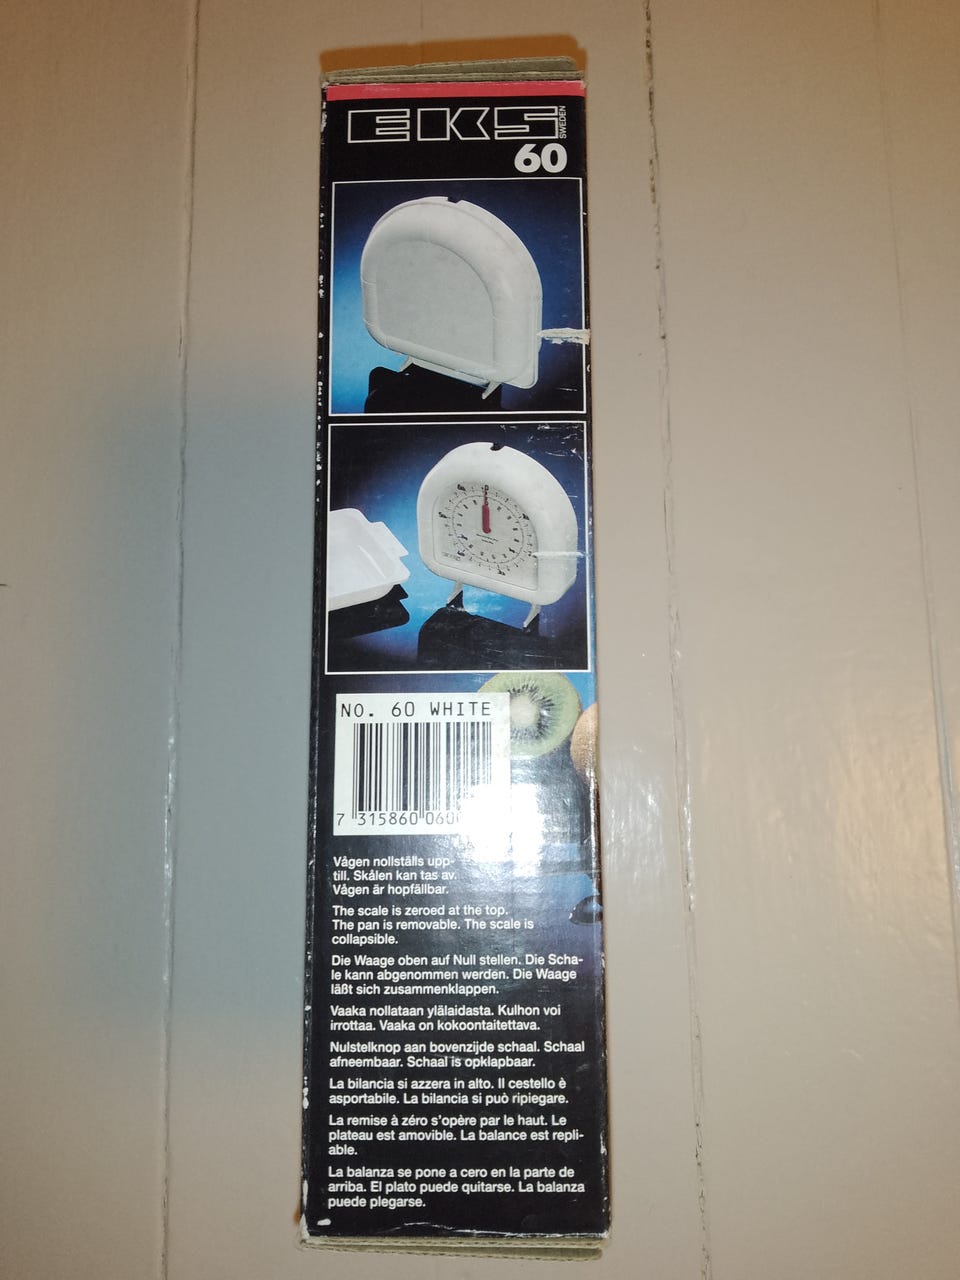 EKS
SWEDEN
60
NO. 60 WHITE
7 315860 060
Vågen nollställs upp-
till. Skålen kan tas av.
Vågen är hopfällbar.
The scale is zeroed at the top.
The pan is removable. The scale is
collapsible.
Die Waage oben auf Null stellen. Die Scha-
le kann abgenommen werden. Die Waage
läßt sich zusammenklappen.
Vaaka nollataan ylälaidasta. Kulhon voi
irrottaa. Vaaka on kokoontaitettava.
Nulstelknop aan bovenzijde schaal. Schaal
afneembaar. Schaal is opklapbaar.
La bilancia si azzera in alto. Il cestello è
asportabile. La bilancia si può ripiegare.
La remise à zéro s'opère par le haut. Le
plateau est amovible. La balance est repli-
able.
La balanza se pone a cero en la parte de
arriba. El plato puede quitarse. La balanza
puede plegarse.